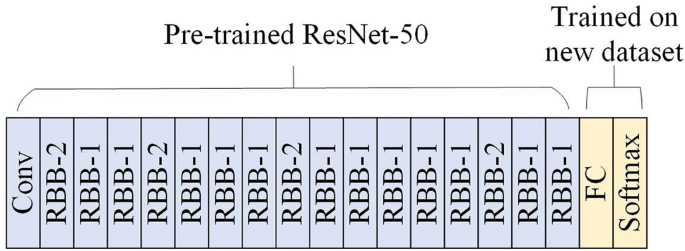 Pre-trained ResNet-50
Trained on
new dataset
Conv
RBB-2
RBB-1
RBB-1
RBB-2
RBB-1
RBB-1
RBB-1
RBB-2
RBB-1
RBB-1
RBB-1
RBB-1
RBB-1
RBB-2
RBB-1
RBB-1
FC
Softmax